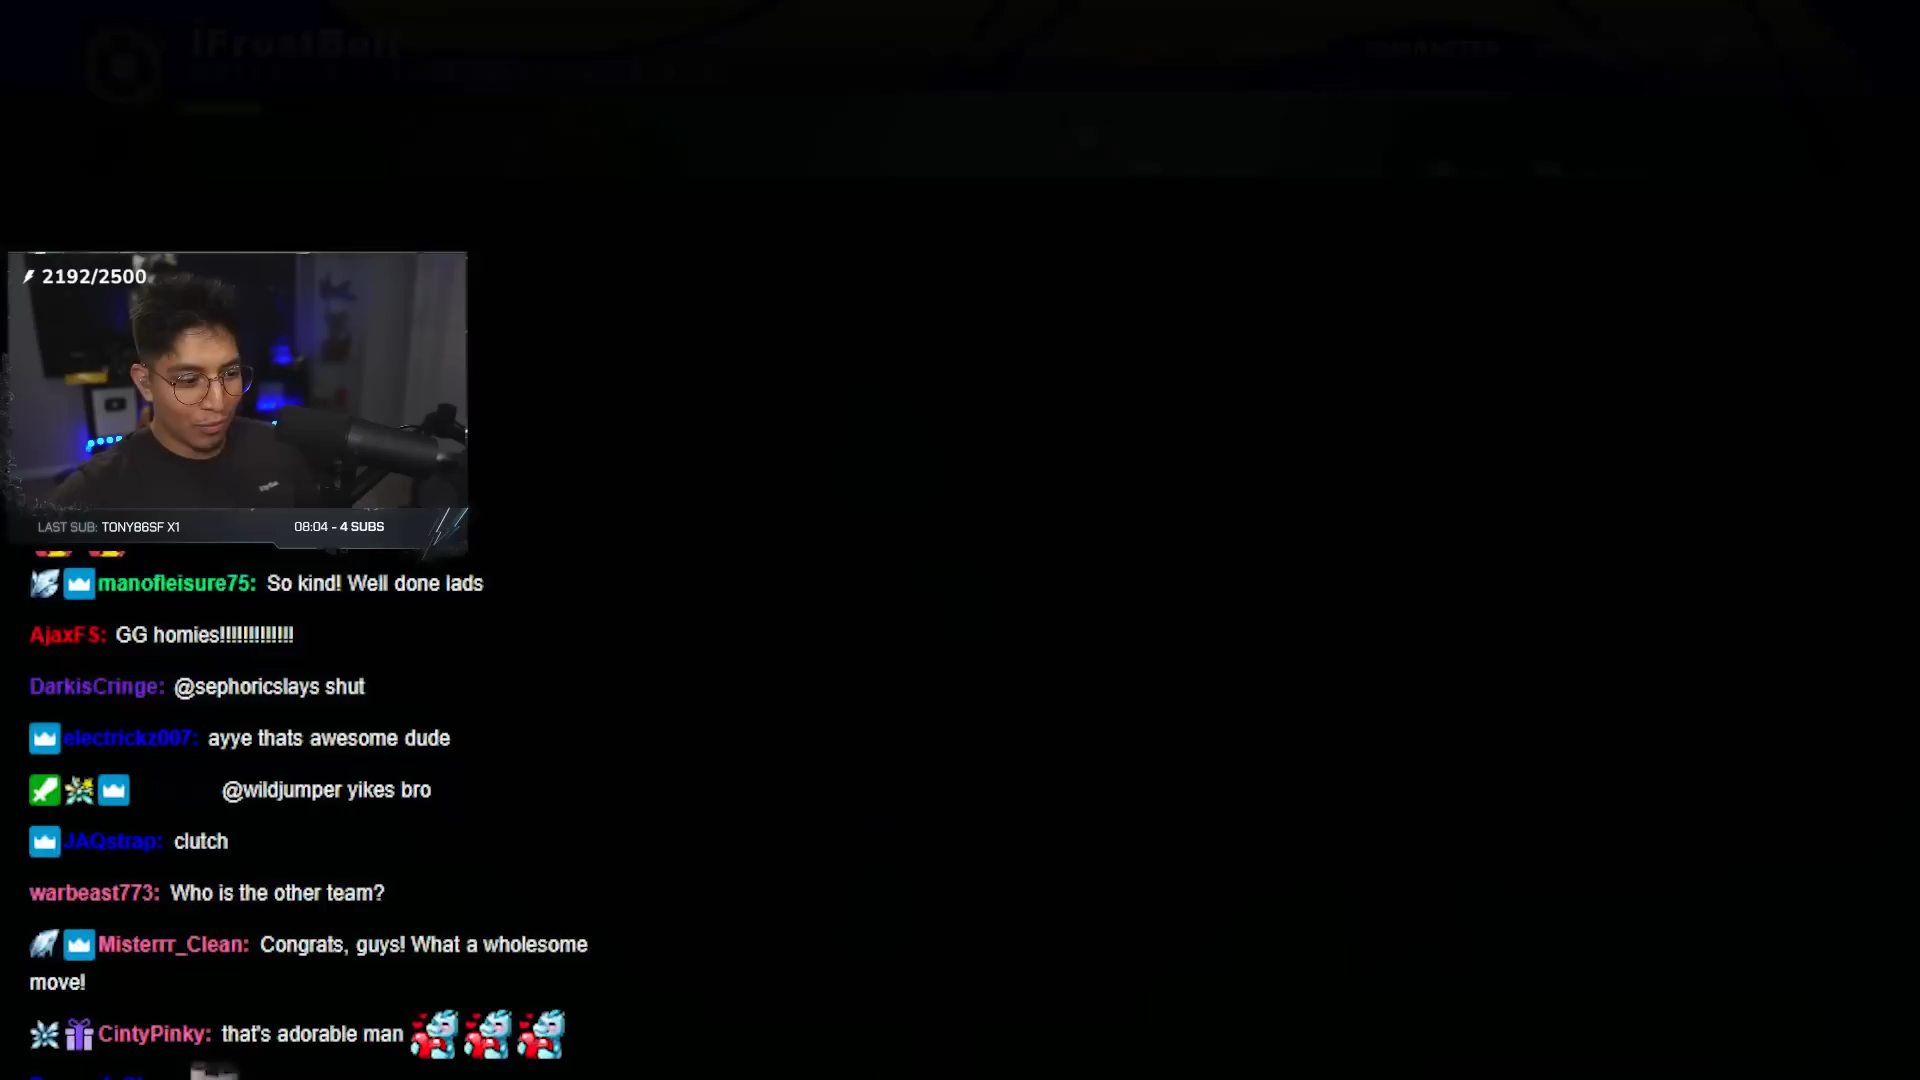 iFrostBolt
CHARACTER
2192/2500
LAST SUB: TONY86SF X1
08:04 - 4 SUBS
manofleisure75: So kind! Well done lads
AjaxFS: GG homies!!!!!!!!!!!!!
DarkisCringe: @sephoricslays shut
electrickz007: ayye thats awesome dude
@wildjumper yikes bro
JAQstrap: clutch
warbeast773: Who is the other team?
Misterrr_Clean: Congrats, guys! What a wholesome
move!
CintyPinky: that's adorable man